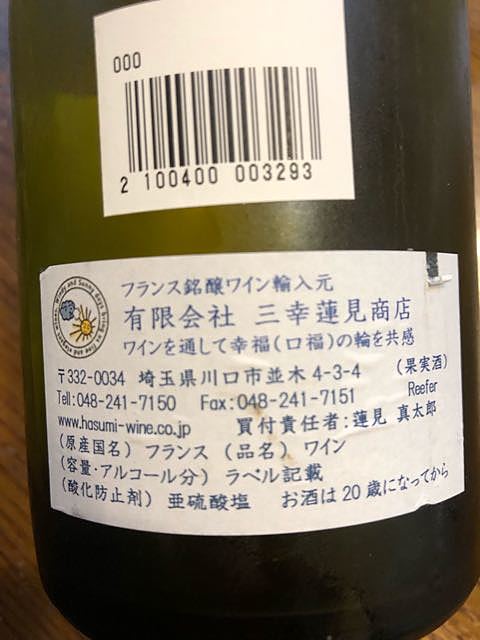 000
2 100400 003293
フランス銘醸ワイン輸入元
有限会社 三幸蓮見商店
ワインを通して幸福(口福)の輪を共感
〒332-0034 埼玉県川口市並木4-3-4 (果実酒)
Tell:048-241-7150 Fax:048-241-7151 Reefer
www.hasumi-wine.co.jp 買付責任者:蓮見 真太郎
(原産国名) フランス (品名) ワイン
(容量・アルコール分) ラベル記載
(酸化防止剤) 亜硫酸塩 お酒は20歳になってから